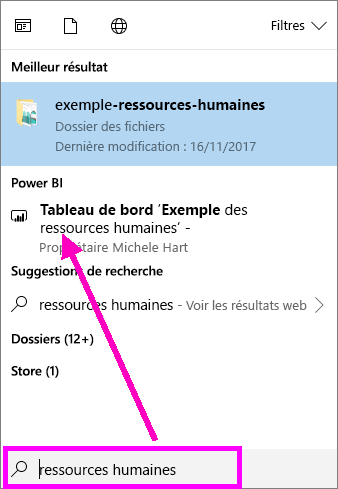 Filtres
Meilleur résultat
exemple-ressources-humaines
Dossier des fichiers
Dernière modification : 16/11/2017
Power BI
Tableau de bord 'Exemple des
ressources humaines' -
Propriétaire Michele Hart
Suggestions de recherche
ressources humaines - Voir les résultats web
Dossiers (12+)
Store (1)
ressources humaines